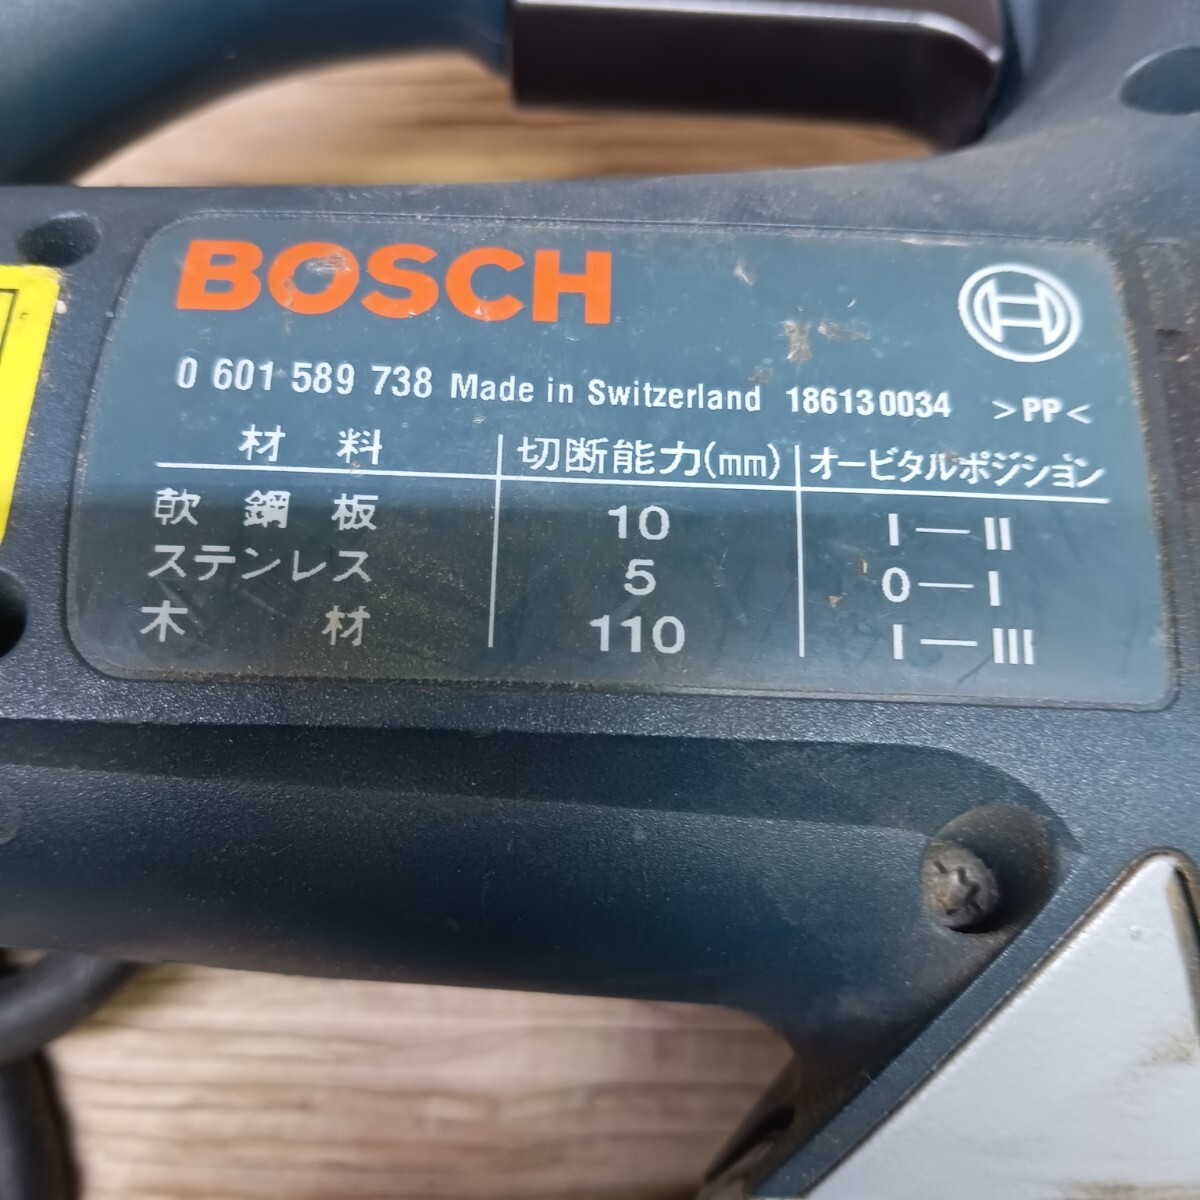 BOSCH
0 601 589 738 Made in Switzerland 186130034 >PP<
材料 切断能力(mm) オービタルポジション
軟鋼板 10 I—II
ステンレス 5 0—I
木材 110 I—III